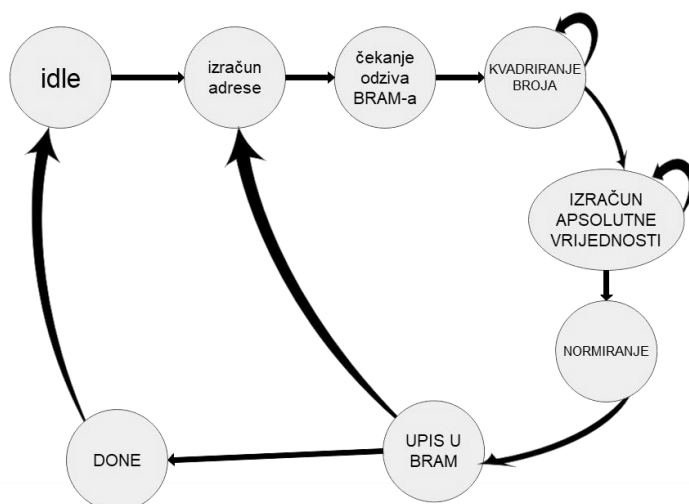 idle
izračun
adrese
čekanje
odziva
BRAM-a
KVADRIRANJE
BROJA
IZRAČUN
APSOLUTNE
VRIJEDNOSTI
NORMIRANJE
UPIS U
BRAM
DONE